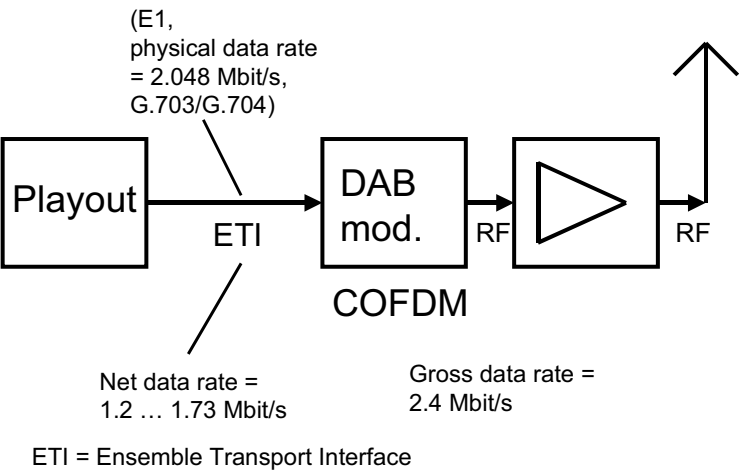 (E1,
physical data rate
= 2.048 Mbit/s,
G.703/G.704)
Playout
ETI
DAB
mod.
RF
RF
COFDM
Net data rate =
1.2 … 1.73 Mbit/s
Gross data rate =
2.4 Mbit/s
ETI = Ensemble Transport Interface